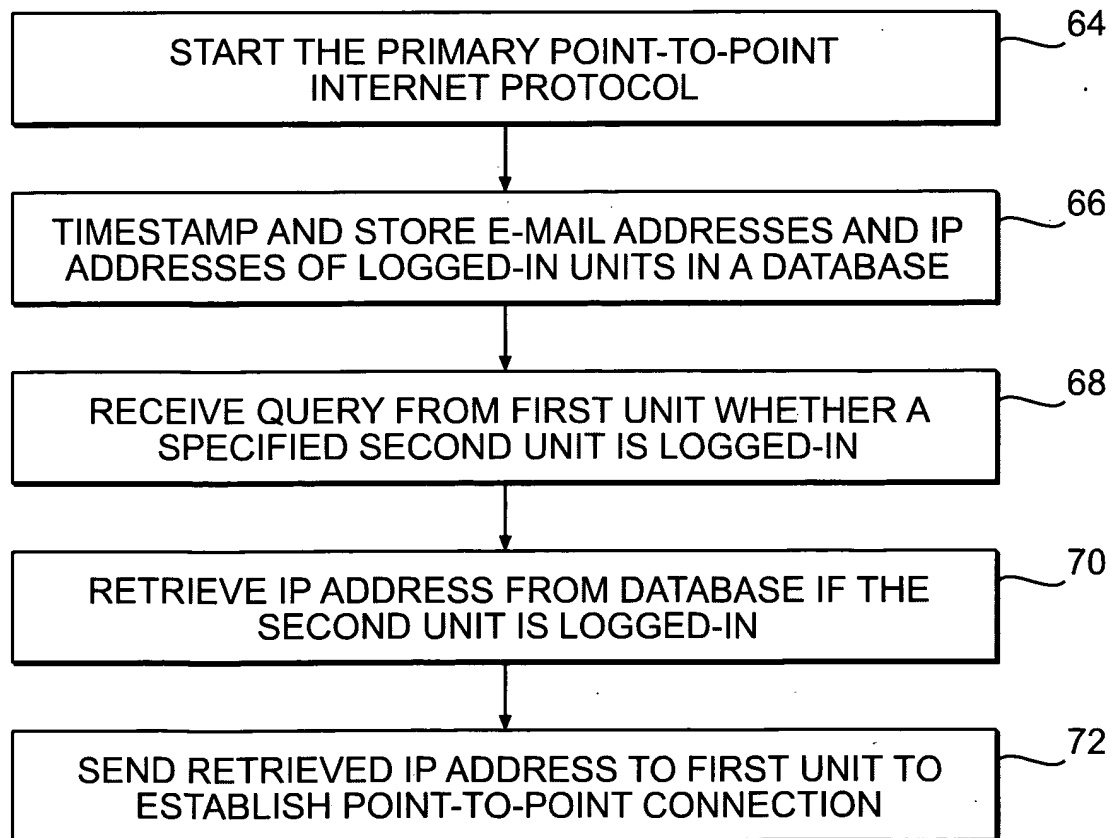 64
START THE PRIMARY POINT-TO-POINT
INTERNET PROTOCOL
66
TIMESTAMP AND STORE E-MAIL ADDRESSES AND IP
ADDRESSES OF LOGGED-IN UNITS IN A DATABASE
68
RECEIVE QUERY FROM FIRST UNIT WHETHER A
SPECIFIED SECOND UNIT IS LOGGED-IN
70
RETRIEVE IP ADDRESS FROM DATABASE IF THE
SECOND UNIT IS LOGGED-IN
72
SEND RETRIEVED IP ADDRESS TO FIRST UNIT TO
ESTABLISH POINT-TO-POINT CONNECTION